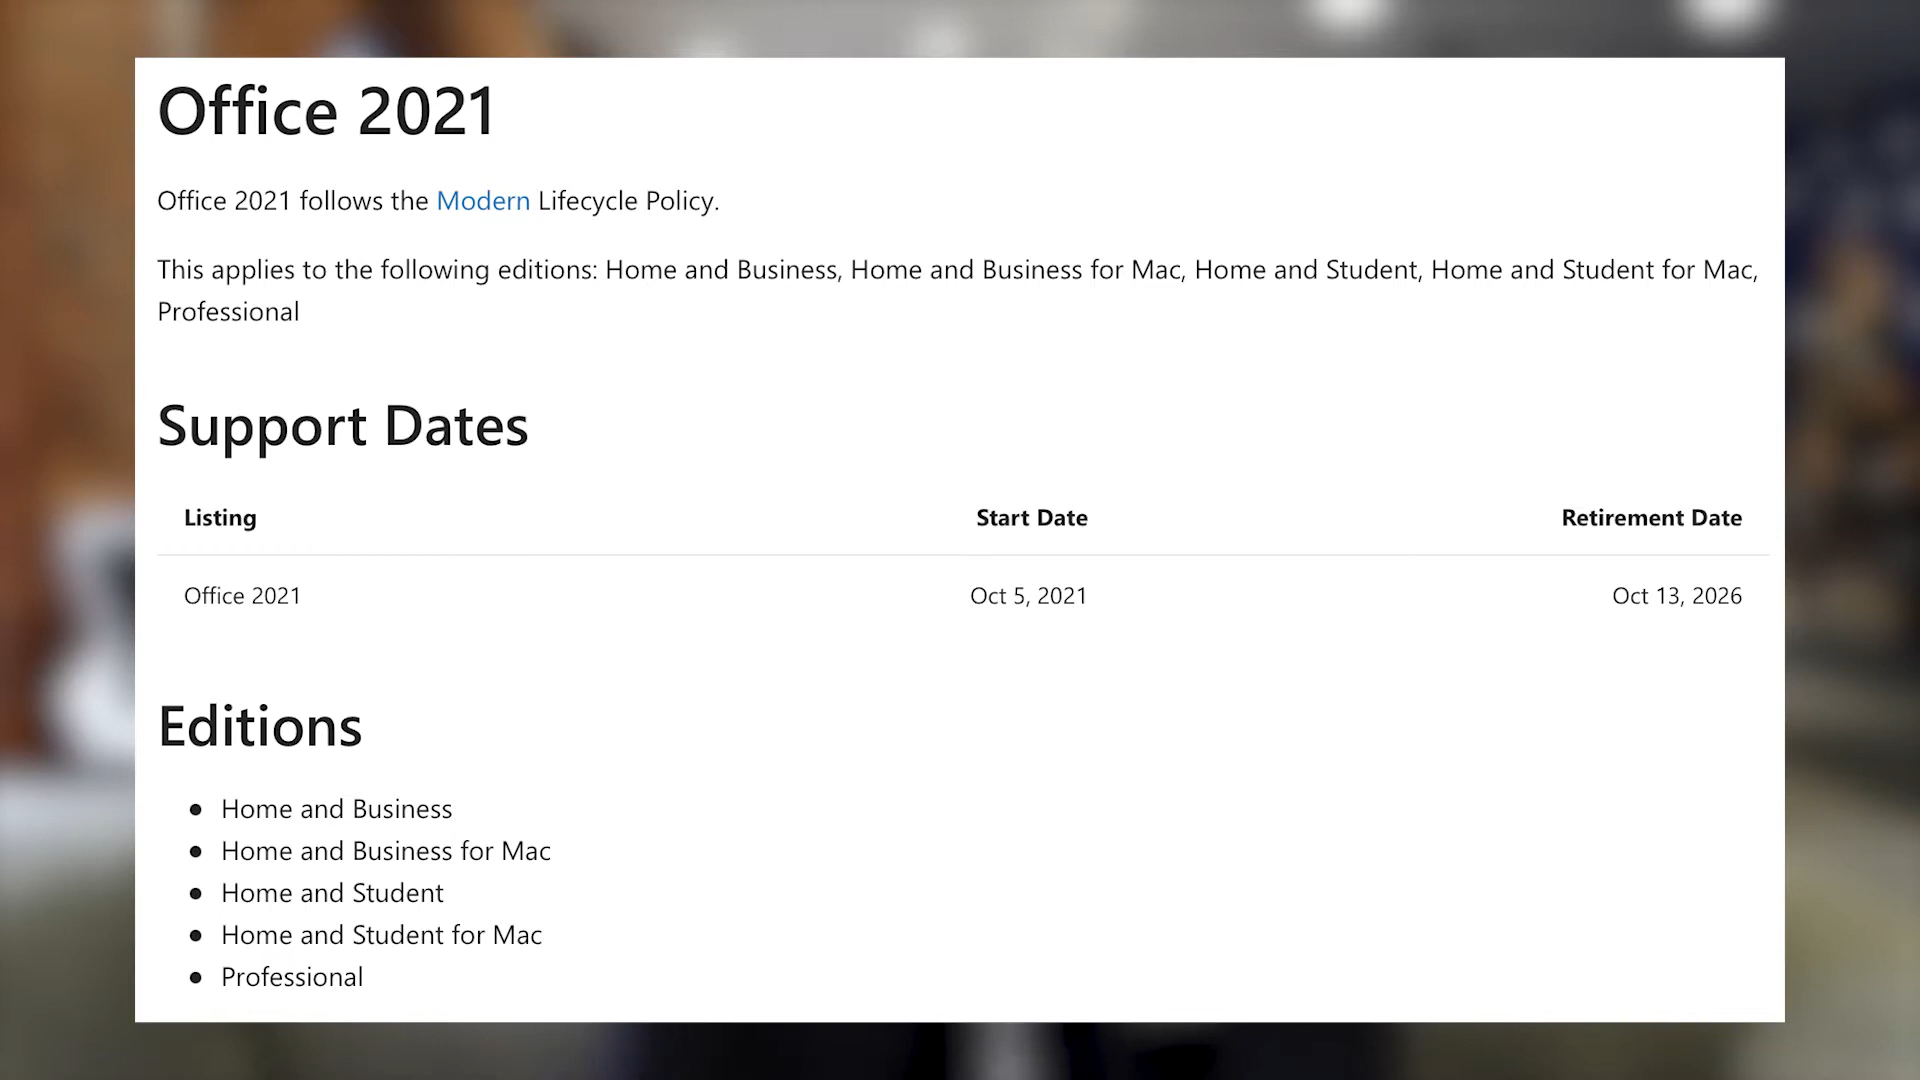 Office 2021
Office 2021 follows the Modern Lifecycle Policy.
This applies to the following editions: Home and Business, Home and Business for Mac, Home and Student, Home and Student for Mac,
Professional
Support Dates
Listing Start Date Retirement Date
Office 2021 Oct 5, 2021 Oct 13, 2026
Editions
● Home and Business
● Home and Business for Mac
● Home and Student
● Home and Student for Mac
● Professional